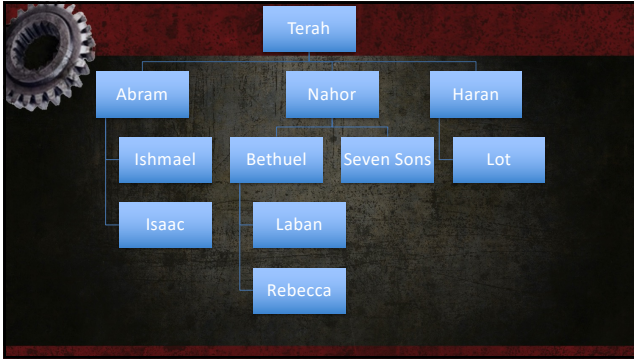 Terah
Abram
Nahor
Haran
Ishmael
Bethuel
Seven Sons
Lot
Isaac
Laban
Rebecca